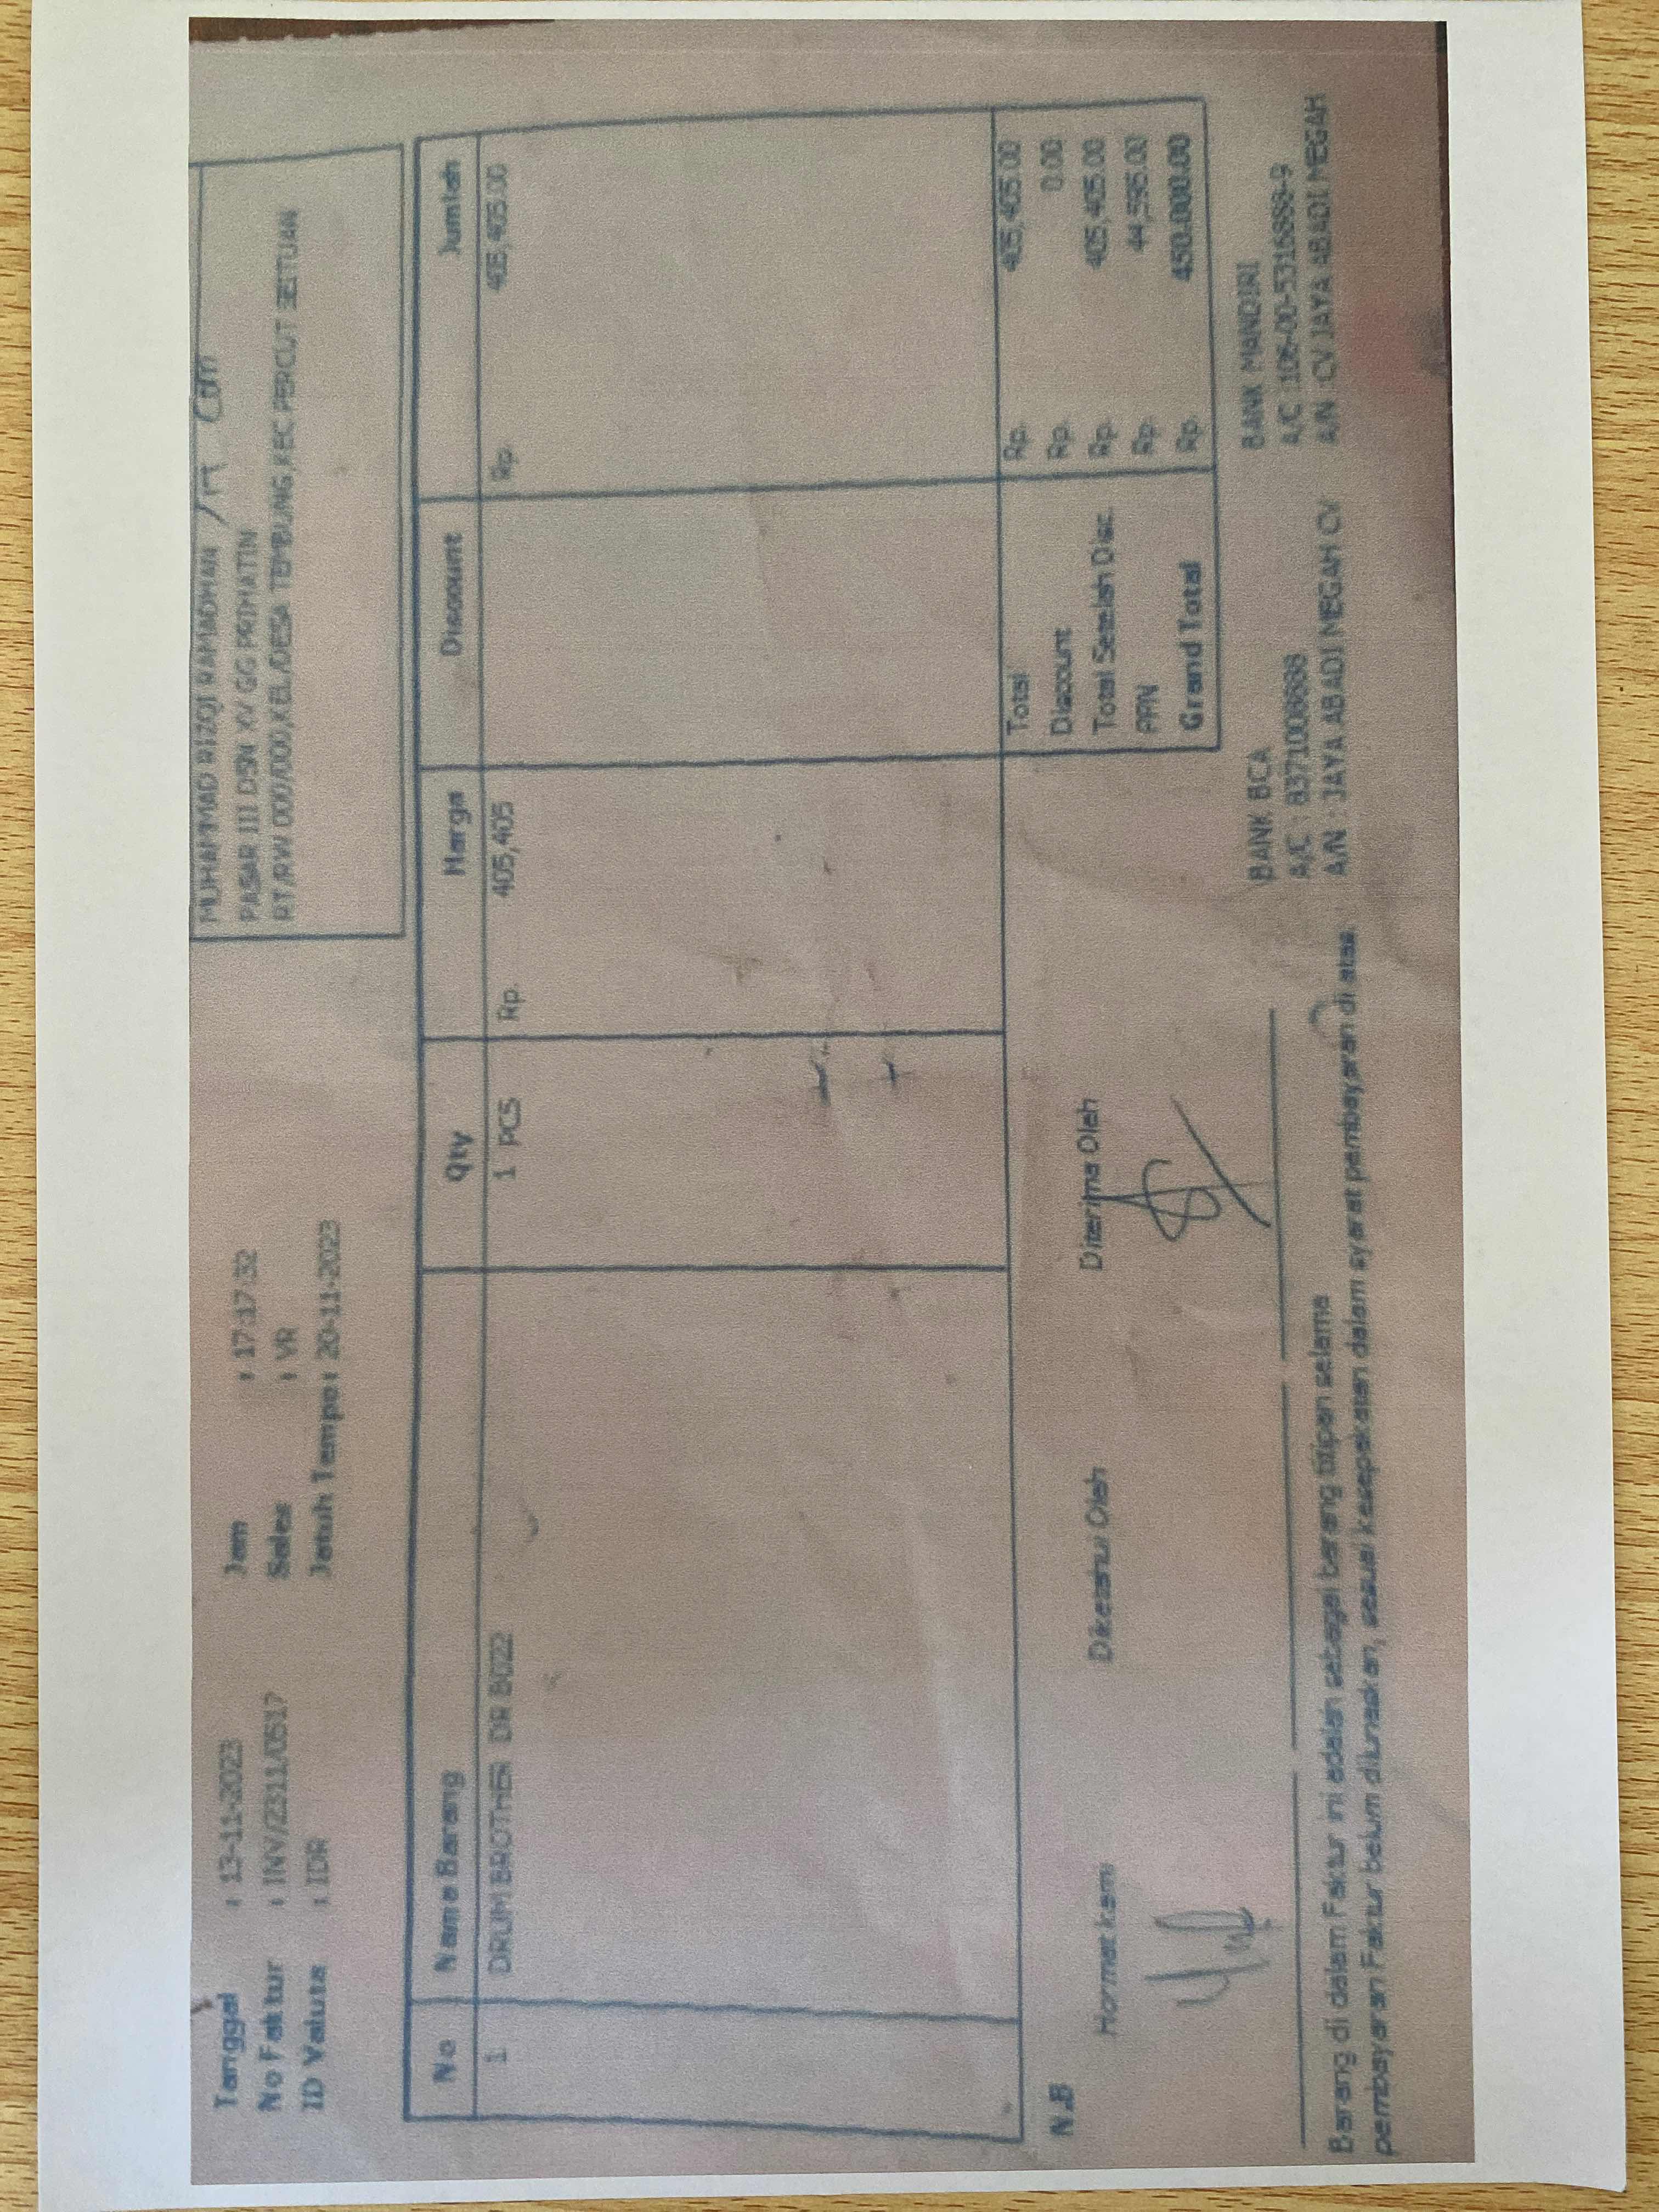 Tanggal : 13-11-2023 Jam : 17:17:32
No Faktur : INV/2311/0517 Sales : VR
ID Valuta : IDR Jatuh Tempo : 20-11-2023
MUHAMMAD RIZQI RAMADHAN
PASAR III DSN XV GG PRIHATIN
RT/RW 000/000,KEL/DESA TEMBUNG,KEC PERCUT SEITUAN
No Nama Barang Qty Harga Discount Jumlah
1 DRUM BROTHER DR B022 1 PCS Rp. 405,405 Rp. 405,405.00
Total Rp. 405,405.00
Discount Rp. 0.00
Total Setelah Disc. Rp. 405,405.00
PPN Rp. 44,595.00
Grand Total Rp. 450.000.00
N.B
Hormat kami Diketahui Oleh Diterima Oleh
BANK BCA
A/C : 8371008888
A/N : JAYA ABADI MEGAH CV
BANK MANDIRI
A/C :106-00-5316888-9
A/N :CV JAYA ABADI MEGAH
Barang di dalam Faktur ini adalah sebagai barang titipan selama
pembayaran Faktur belum dilunaskan, sesuai kesepakatan dalam syarat pembayaran di atas.